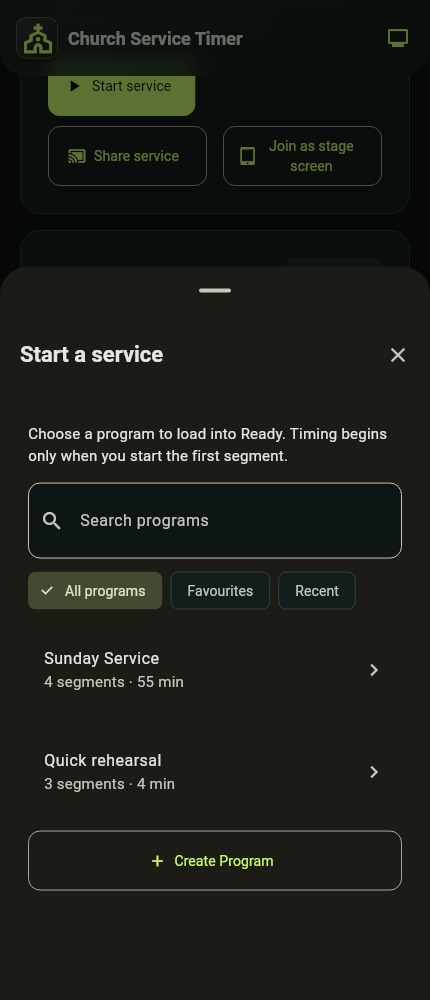 Church Service Timer
Start service
Share service
Join as stage
screen
Start a service
Choose a program to load into Ready. Timing begins
only when you start the first segment.
Search programs
All programs
Favourites
Recent
Sunday Service
4 segments · 55 min
Quick rehearsal
3 segments · 4 min
Create Program